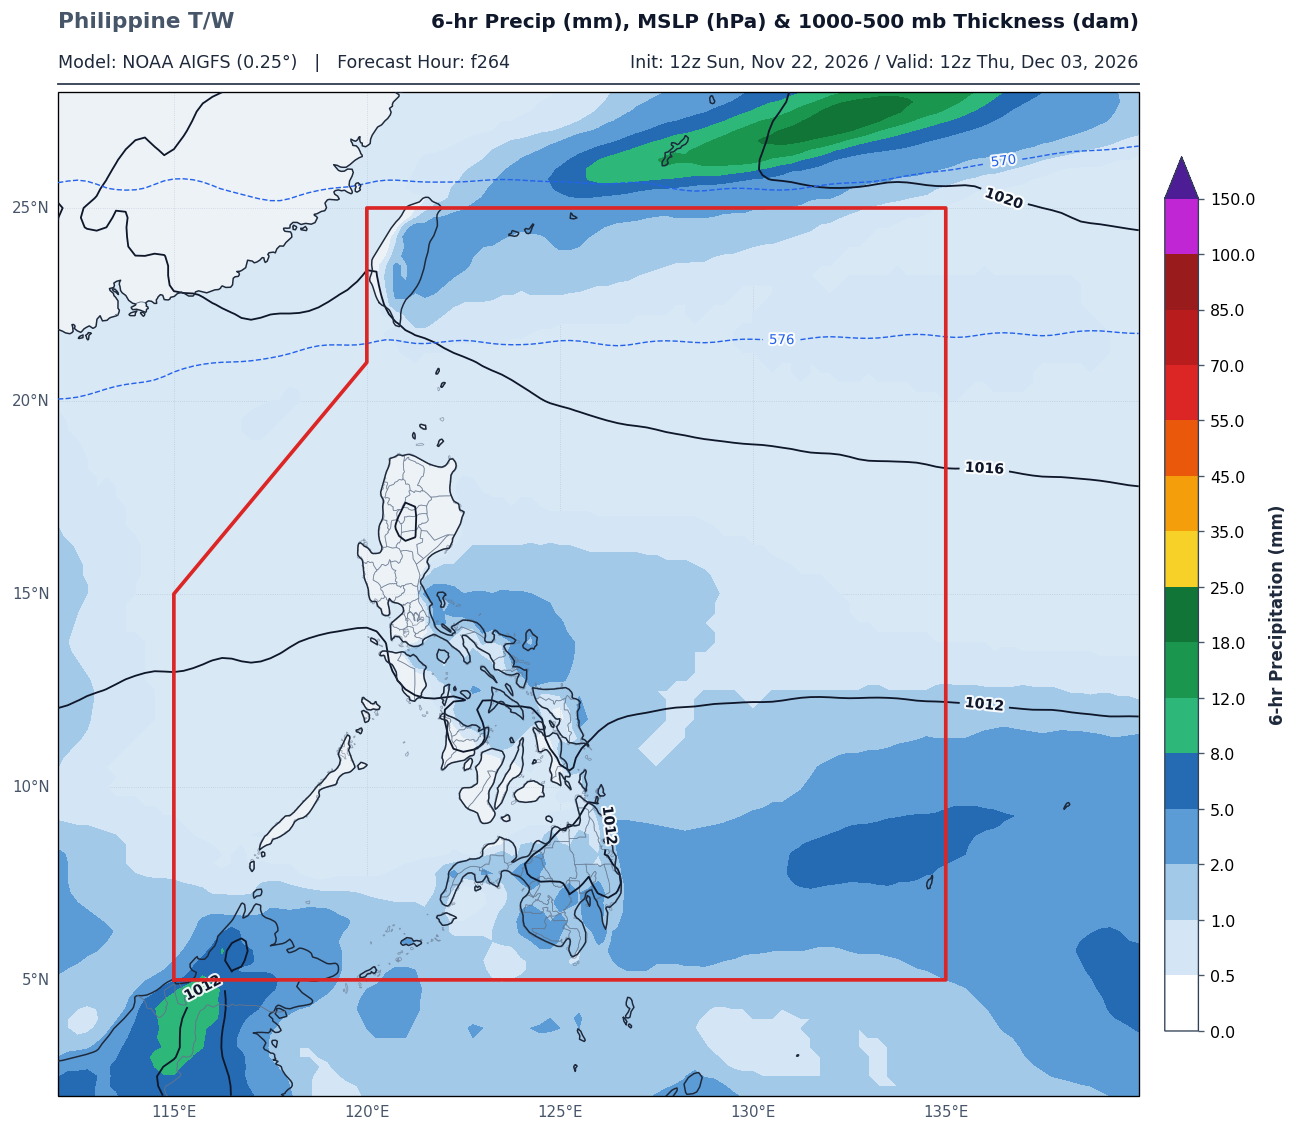 Philippine T/W
6-hr Precip (mm), MSLP (hPa) & 1000-500 mb Thickness (dam)
Model: NOAA AIGFS (0.25°) | Forecast Hour: f264
Init: 12z Sun, Nov 22, 2026 / Valid: 12z Thu, Dec 03, 2026
570
1020
576
1016
1012
1012
1012
25°N
20°N
15°N
10°N
5°N
115°E
120°E
125°E
130°E
135°E
150.0
100.0
85.0
70.0
55.0
45.0
35.0
25.0
18.0
12.0
8.0
5.0
2.0
1.0
0.5
0.0
6-hr Precipitation (mm)